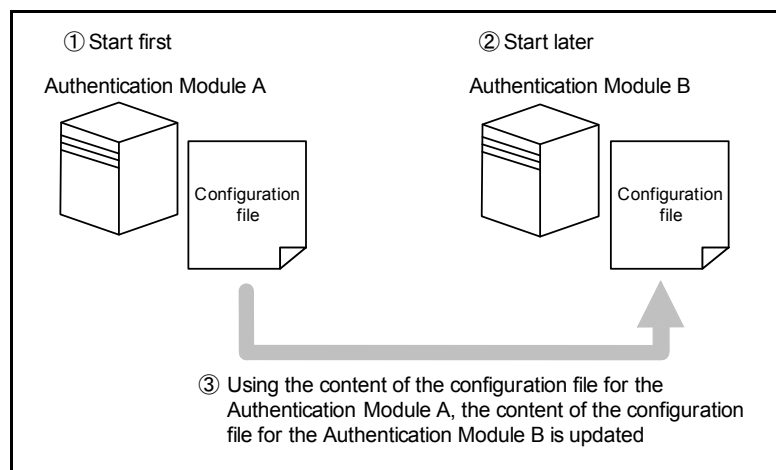 ① Start first
② Start later
Authentication Module A
Authentication Module B
Configuration
file
Configuration
file
③ Using the content of the configuration file for the
Authentication Module A, the content of the configuration
file for the Authentication Module B is updated